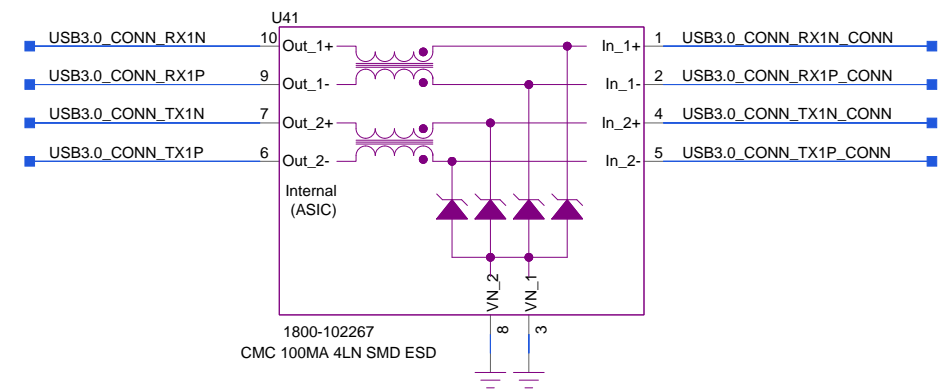 U41
USB3.0_CONN_RX1N 10 Out_1+ In_1+ 1 USB3.0_CONN_RX1N_CONN
USB3.0_CONN_RX1P 9 Out_1- In_1- 2 USB3.0_CONN_RX1P_CONN
USB3.0_CONN_TX1N 7 Out_2+ In_2+ 4 USB3.0_CONN_TX1N_CONN
USB3.0_CONN_TX1P 6 Out_2- In_2- 5 USB3.0_CONN_TX1P_CONN
Internal
(ASIC)
VN_2 VN_1
8 3
1800-102267
CMC 100MA 4LN SMD ESD